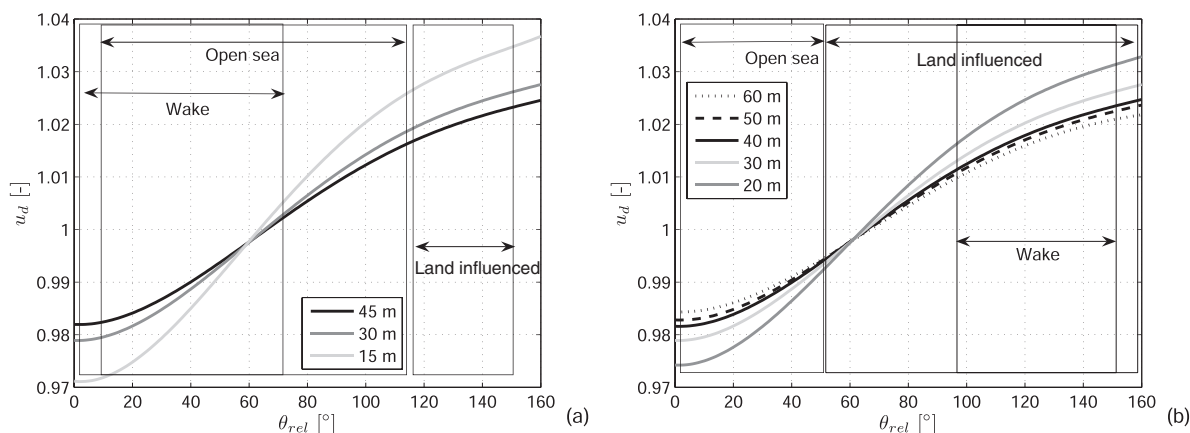 1.04
1.03
1.02
1.01
1
0.99
0.98
0.97
u_d [-]
Open sea
Wake
Land influenced
45 m
30 m
15 m
0 20 40 60 80 100 120 140 160
θ_rel [°]
(a)
1.04
1.03
1.02
1.01
1
0.99
0.98
0.97
u_d [-]
Open sea
Land influenced
60 m
50 m
40 m
30 m
20 m
Wake
0 20 40 60 80 100 120 140 160
θ_rel [°]
(b)